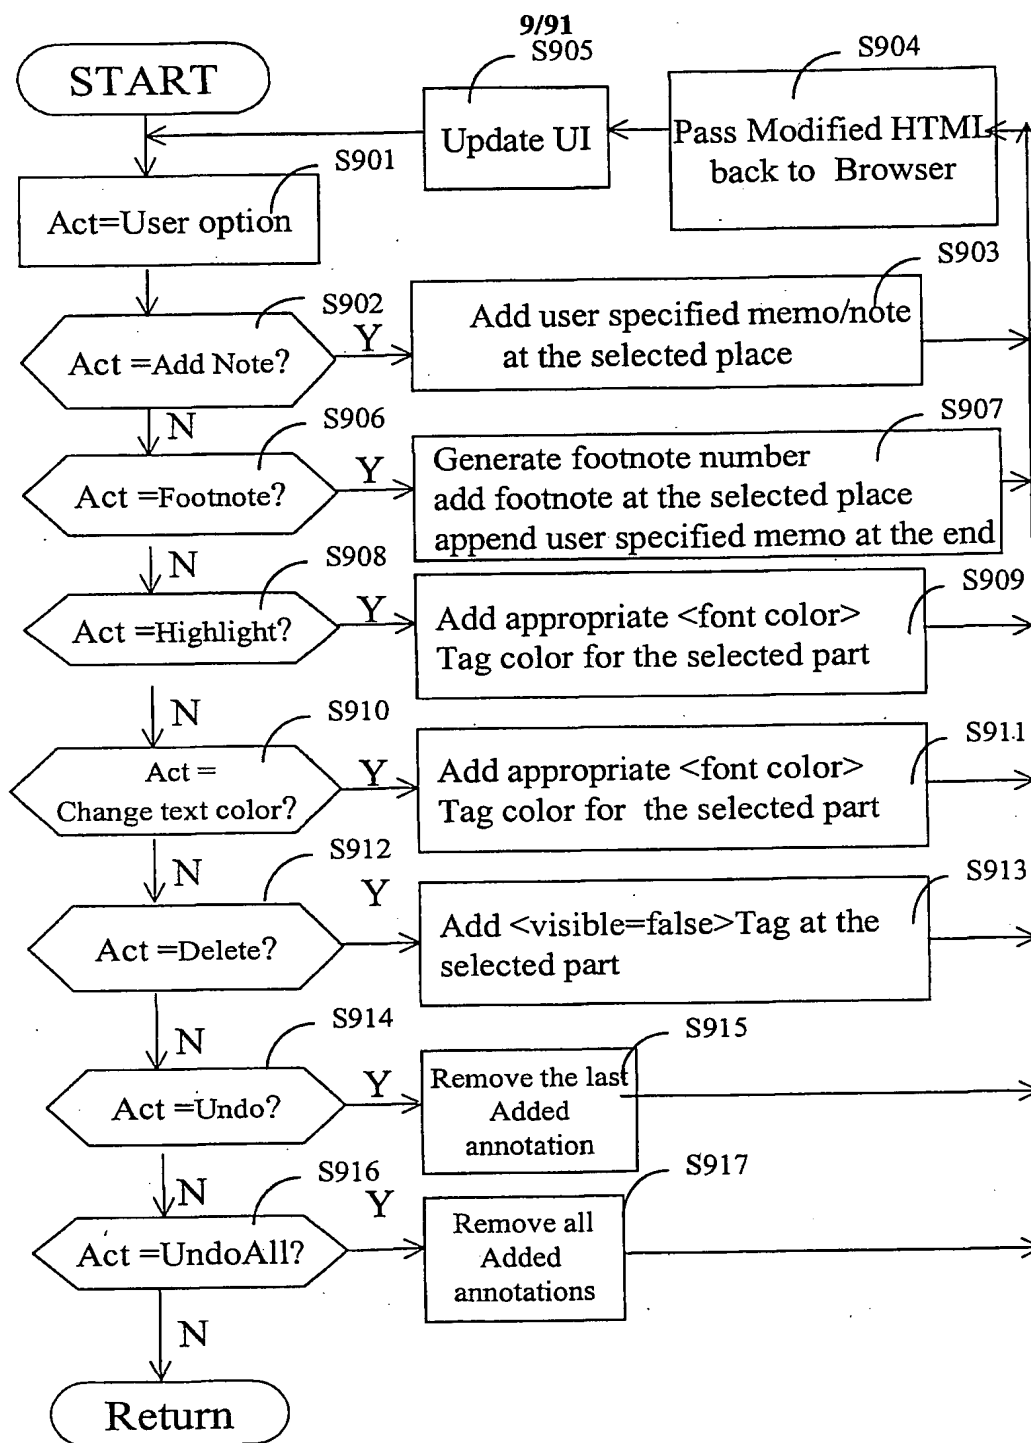 9/91
START
S905
S904
Update UI
Pass Modified HTML
back to Browser
S901
Act=User option
S902
S903
Act =Add Note?
Y
Add user specified memo/note
at the selected place
N
S906
S907
Act =Footnote?
Y
Generate footnote number
add footnote at the selected place
append user specified memo at the end
N
S908
S909
Act =Highlight?
Y
Add appropriate <font color>
Tag color for the selected part
N
S910
S911
Act =
Change text color?
Y
Add appropriate <font color>
Tag color for the selected part
N
S912
S913
Act =Delete?
Y
Add <visible=false>Tag at the
selected part
N
S914
S915
Act =Undo?
Y
Remove the last
Added
annotation
N
S916
S917
Act =UndoAll?
Y
Remove all
Added
annotations
N
Return